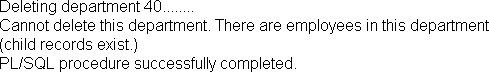 Deleting department 40........
Cannot delete this department. There are employees in this department
(child records exist.)
PL/SQL procedure successfully completed.